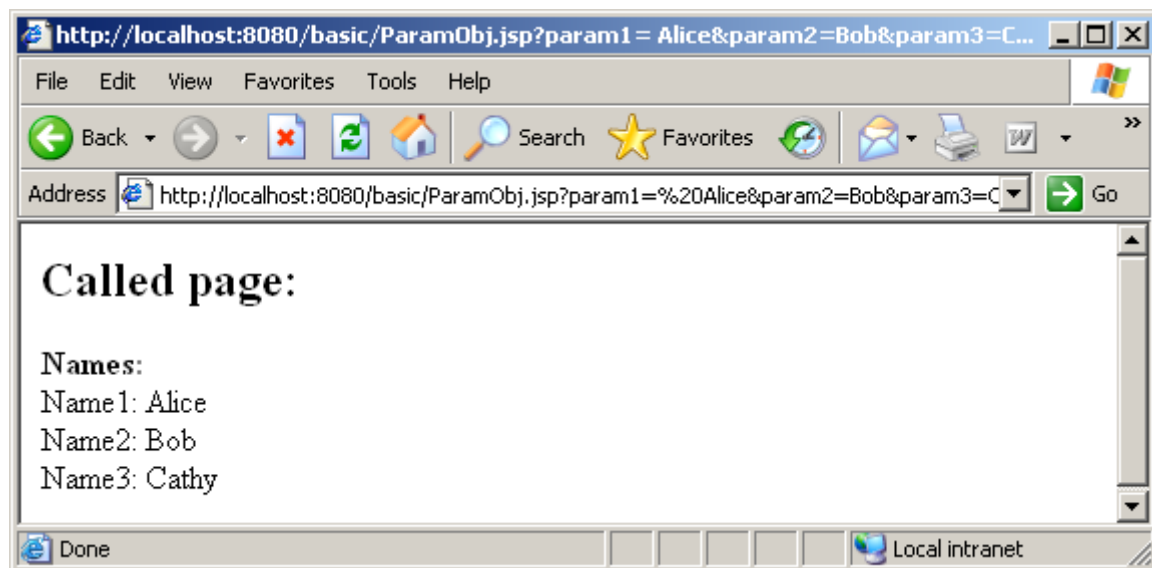 http://localhost:8080/basic/ParamObj.jsp?param1= Alice&param2=Bob&param3=C...
File Edit View Favorites Tools Help
Back Search Favorites W »
Address http://localhost:8080/basic/ParamObj.jsp?param1=%20Alice&param2=Bob&param3=C Go
Called page:
Names:
Name1: Alice
Name2: Bob
Name3: Cathy
Done Local intranet